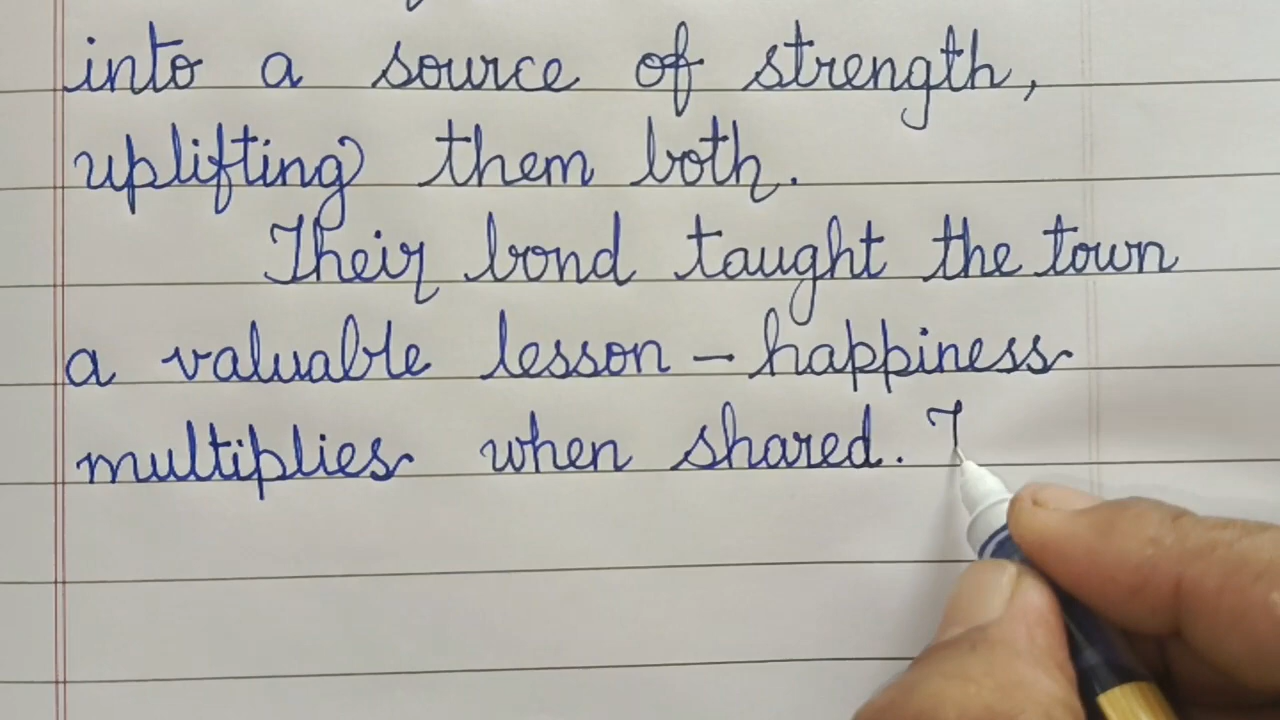 into a source of strength,
uplifting them both.
Their bond taught the town
a valuable lesson – happiness
multiplies when shared. T